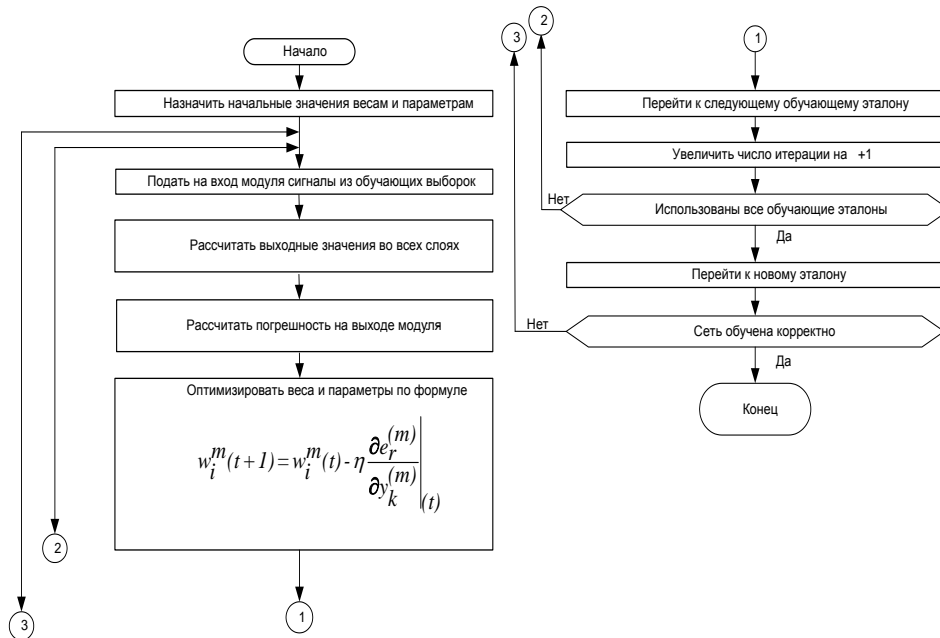 Начало
Назначить начальные значения весам и параметрам
Подать на вход модуля сигналы из обучающих выборок
Рассчитать выходные значения во всех слоях
Рассчитать погрешность на выходе модуля
Оптимизировать веса и параметры по формуле
w_i^m(t+1)=w_i^m(t)-η ∂e_r^(m)/∂y_k^(m)|(t)
2
3
1
3
2
1
Перейти к следующему обучающему эталону
Увеличить число итерации на +1
Нет
Использованы все обучающие эталоны
Да
Перейти к новому эталону
Нет
Сеть обучена корректно
Да
Конец